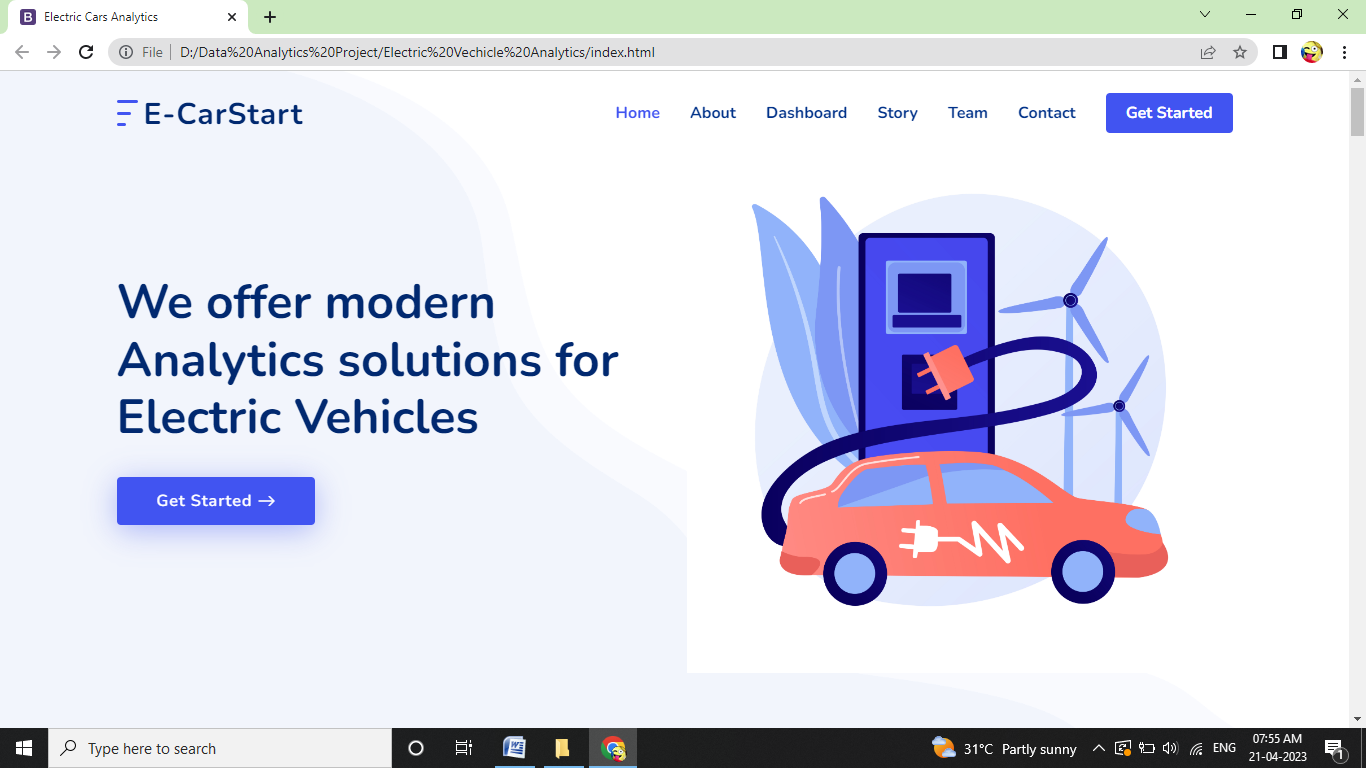 B Electric Cars Analytics
File D:/Data%20Analytics%20Project/Electric%20Vechicle%20Analytics/index.html
E-CarStart
Home About Dashboard Story Team Contact Get Started
We offer modern
Analytics solutions for
Electric Vehicles
Get Started →
Type here to search
W
31°C Partly sunny
ENG
07:55 AM
21-04-2023
1